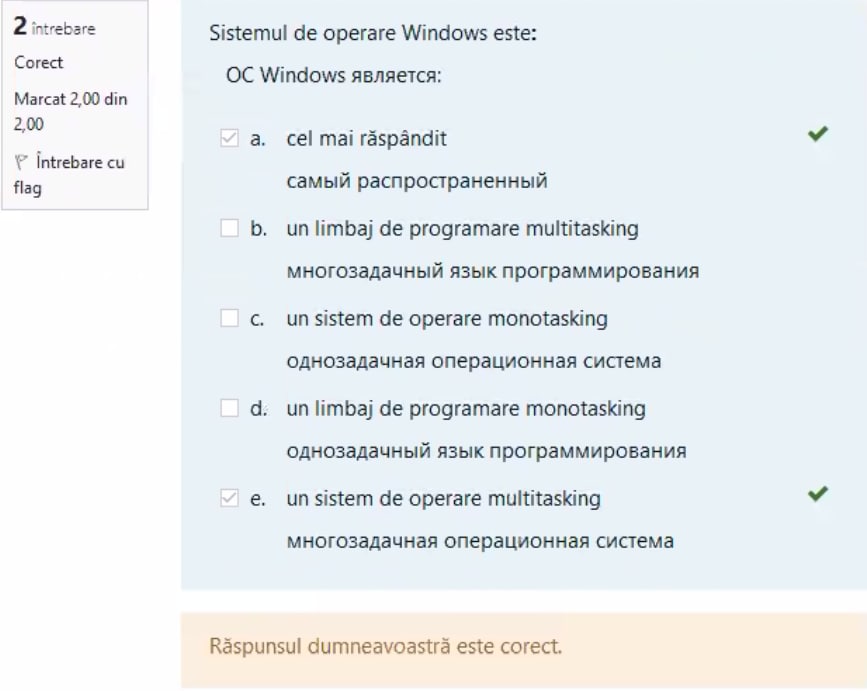 2 întrebare
Corect
Marcat 2,00 din
2,00
Întrebare cu
flag
Sistemul de operare Windows este:
ОС Windows является:
a. cel mai răspândit
самый распространенный
b. un limbaj de programare multitasking
многозадачный язык программирования
c. un sistem de operare monotasking
однозадачная операционная система
d. un limbaj de programare monotasking
однозадачный язык программирования
e. un sistem de operare multitasking
многозадачная операционная система
Răspunsul dumneavoastră este corect.